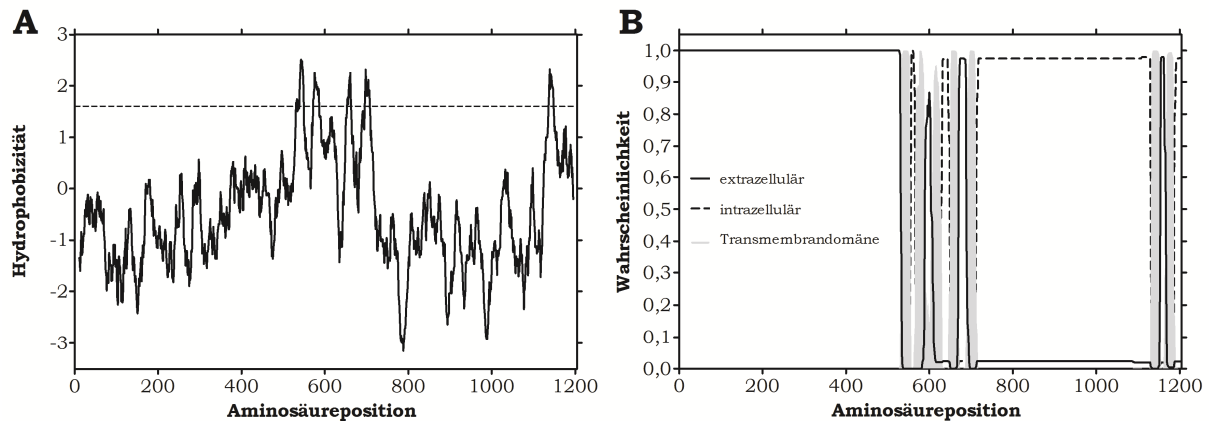 A
3
2
1
0
-1
-2
-3
Hydrophobizität
0 200 400 600 800 1000 1200
Aminosäureposition
B
1,0
0,9
0,8
0,7
0,6
0,5
0,4
0,3
0,2
0,1
0,0
Wahrscheinlichkeit
extrazellulär
intrazellulär
Transmembrandomäne
0 200 400 600 800 1000 1200
Aminosäureposition